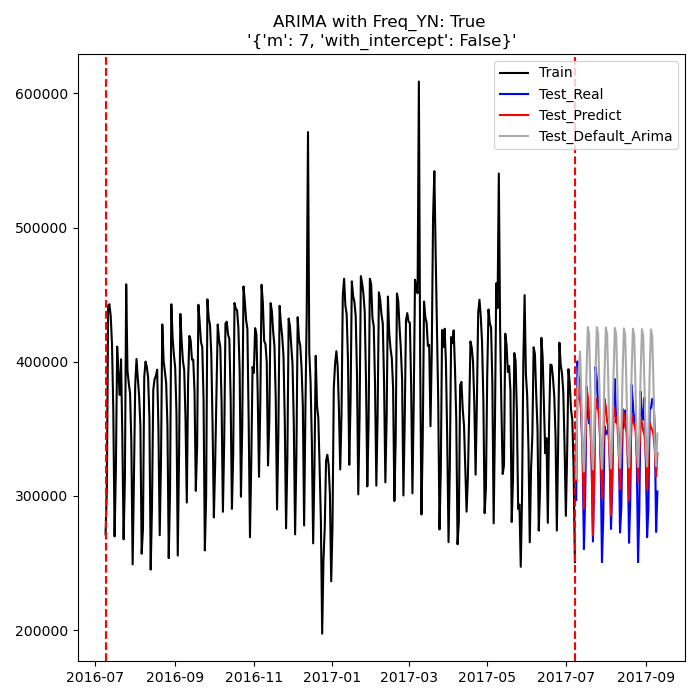 ARIMA with Freq_YN: True
'{'m': 7, 'with_intercept': False}'
Train
Test_Real
Test_Predict
Test_Default_Arima
600000
500000
400000
300000
200000
2016-07 2016-09 2016-11 2017-01 2017-03 2017-05 2017-07 2017-09